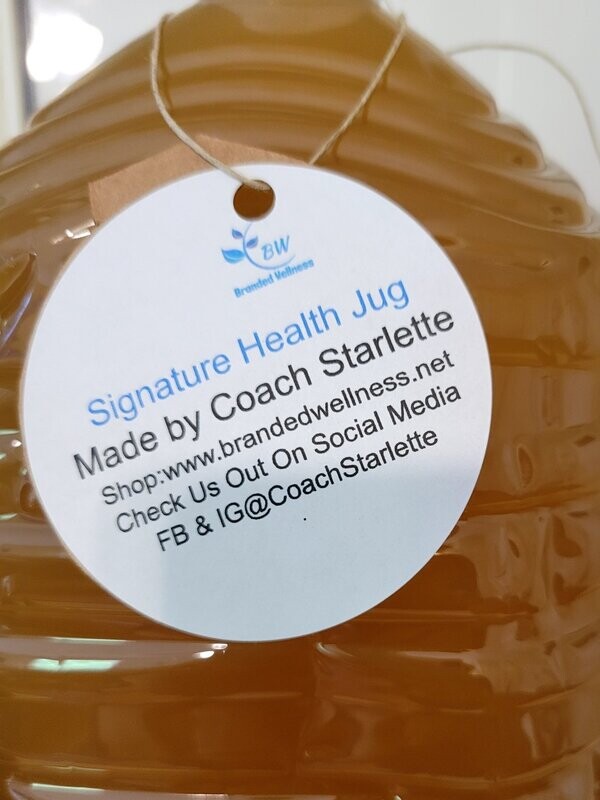 BW
Branded Wellness
Signature Health Jug
Made by Coach Starlette
Shop:www.brandedwellness.net
Check Us Out On Social Media
FB & IG@CoachStarlette